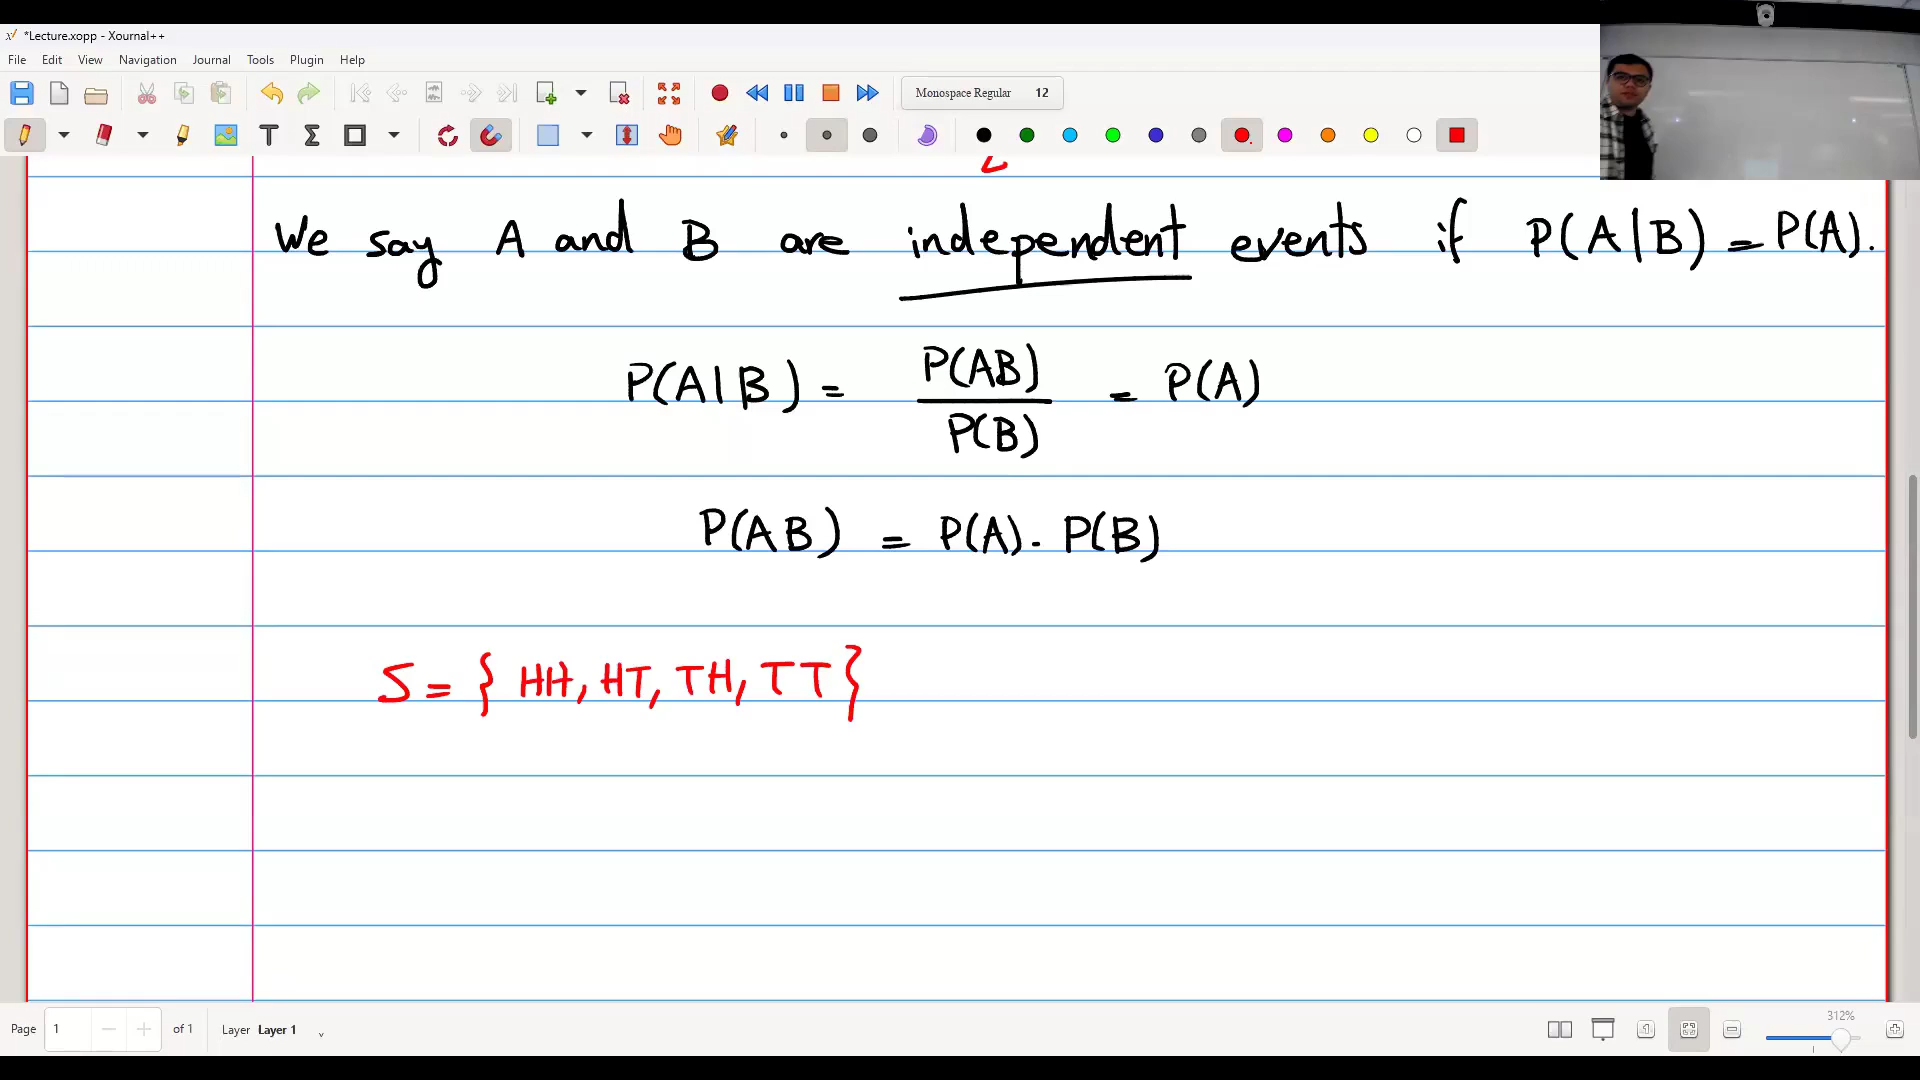 *Lecture.xopp - Xournal++
File Edit View Navigation Journal Tools Plugin Help
Monospace Regular 12
We say A and B are independent events if P(A|B) = P(A).
P(A|B) = P(AB) / P(B) = P(A)
P(AB) = P(A) . P(B)
S = { HH, HT, TH, TT }
Page 1 of 1 Layer Layer 1 312%